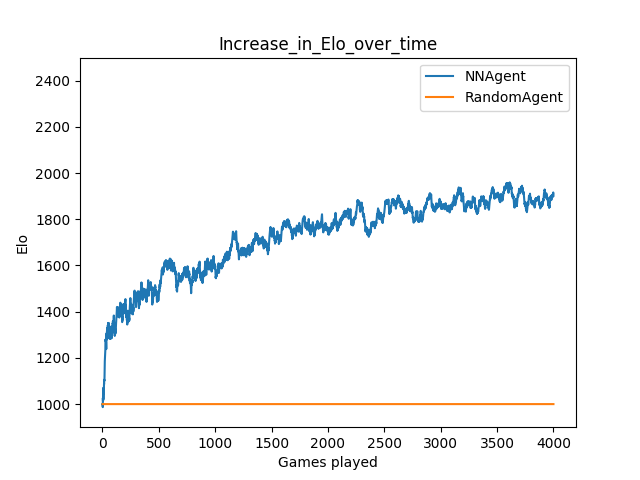 Increase_in_Elo_over_time
NNAgent
RandomAgent
2400
2200
2000
1800
1600
1400
1200
1000
Elo
0 500 1000 1500 2000 2500 3000 3500 4000
Games played